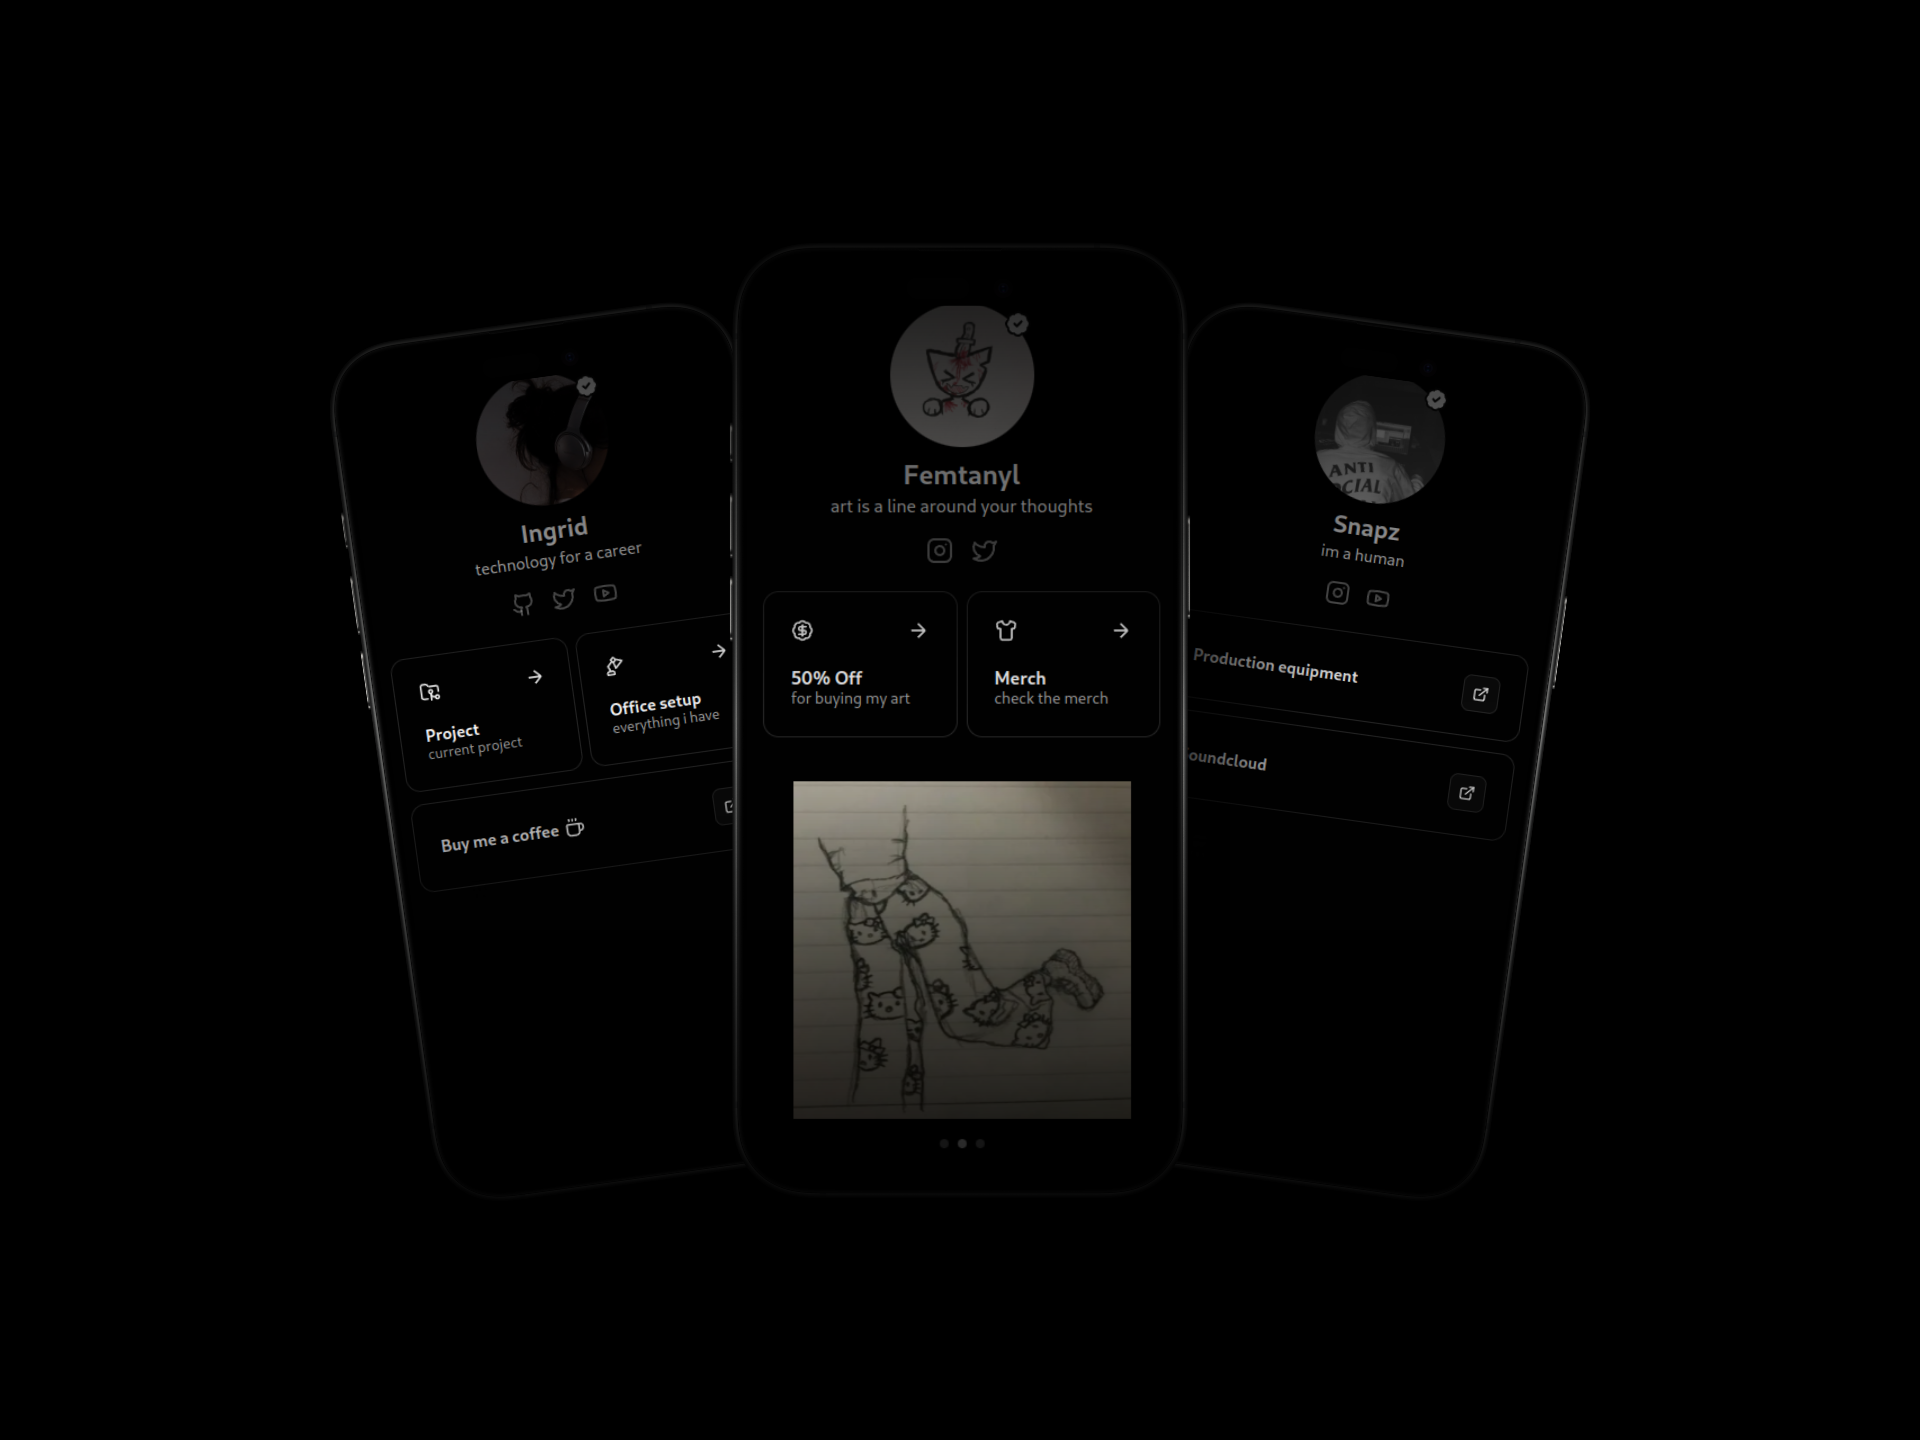 Ingrid
technology for a career
Project
current project
Office setup
everything i have
Buy me a coffee
Femtanyl
art is a line around your thoughts
50% Off
for buying my art
Merch
check the merch
Snapz
im a human
ANTI
OCIAL
Production equipment
oundcloud